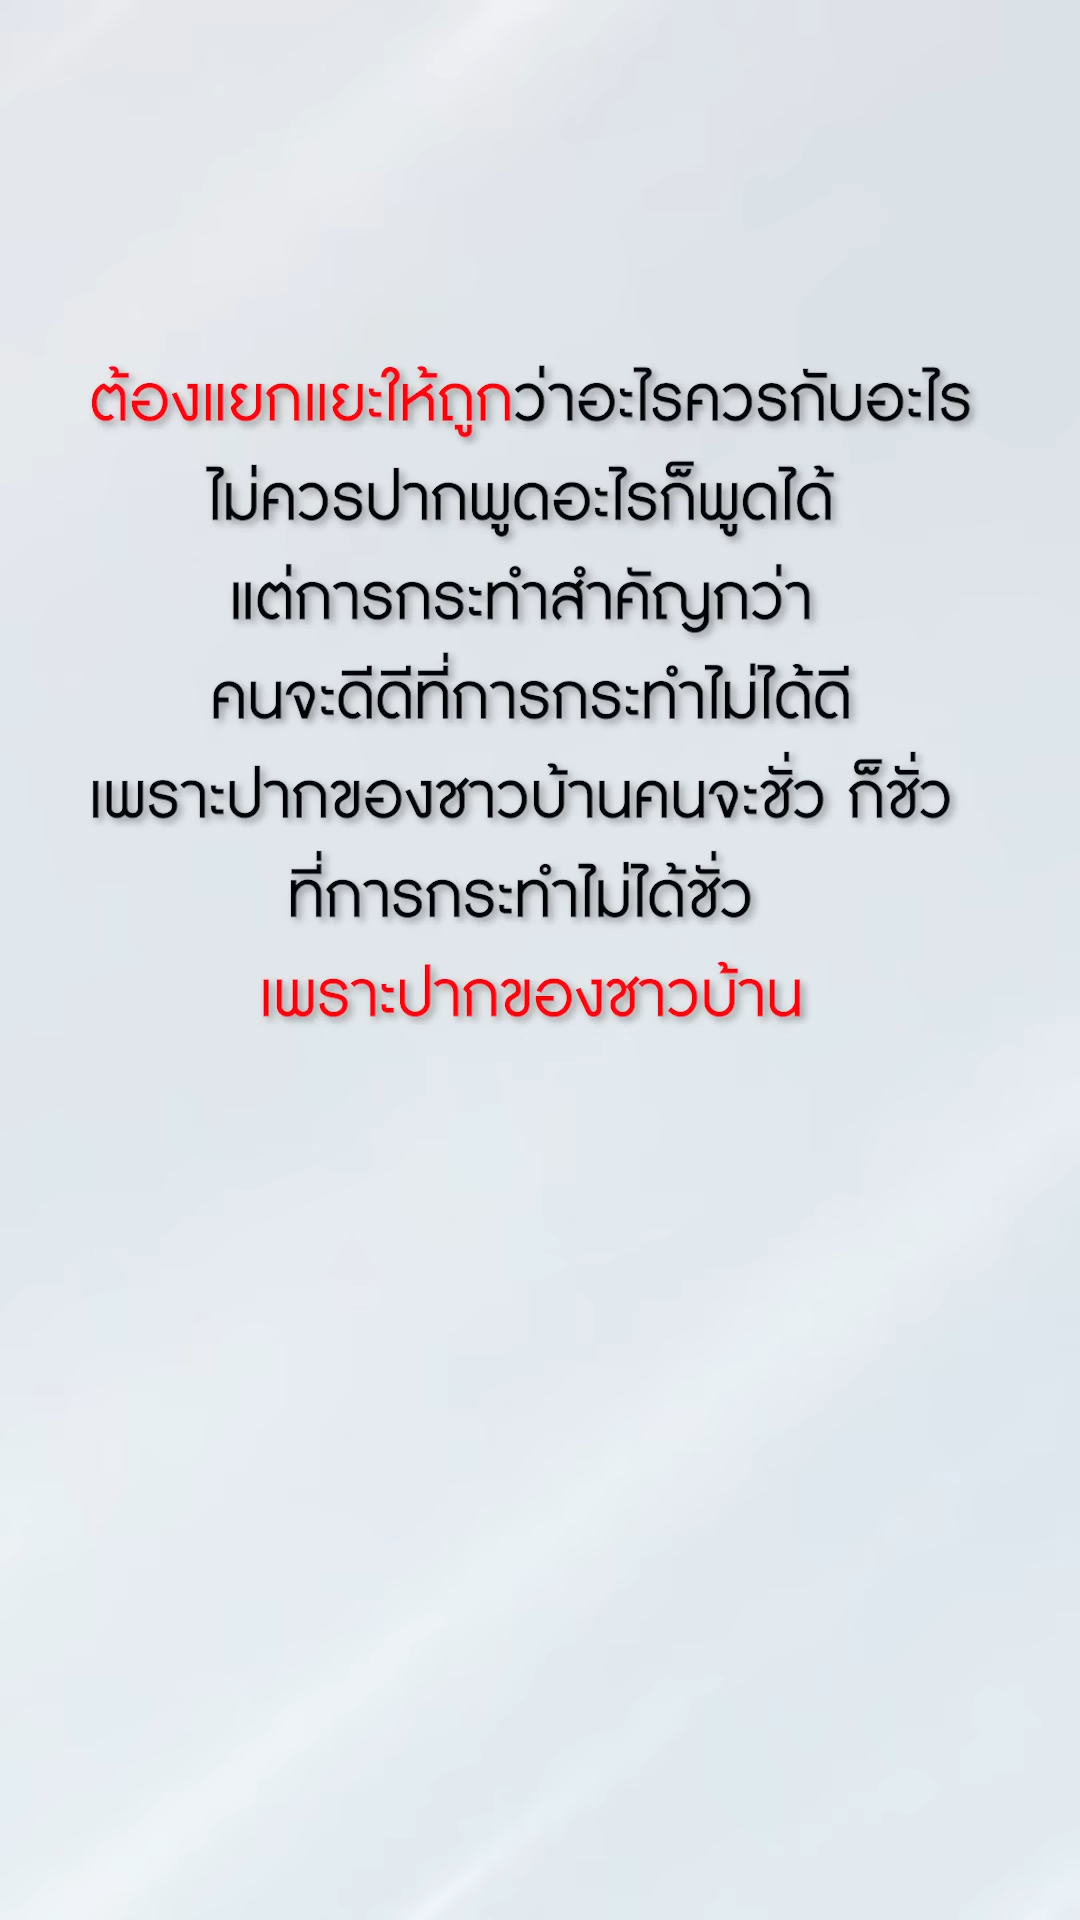 ต้องแยกแยะให้ถูกว่าอะไรควรกับอะไร
ไม่ควรปากพูดอะไรก็พูดได้
แต่การกระทำสำคัญกว่า
คนจะดีดีที่การกระทำไม่ได้ดี
เพราะปากของชาวบ้านคนจะชั่ว ก็ชั่ว
ที่การกระทำไม่ได้ชั่ว
เพราะปากของชาวบ้าน